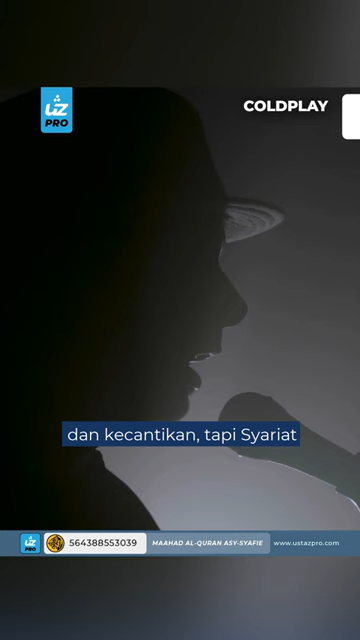 UZ
PRO
COLDPLAY
dan kecantikan, tapi Syariat
UZ
PRO
564388553039
MAAHAD AL-QURAN ASY-SYAFIE
www.ustazpro.com